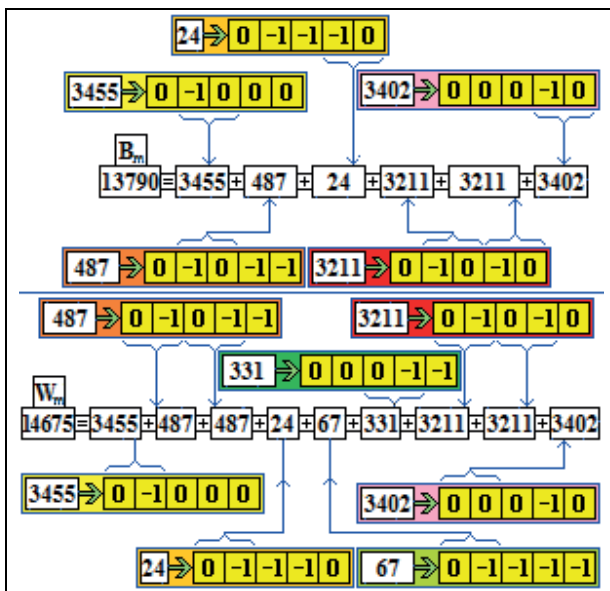 24 0 -1 -1 -1 0
3455 0 -1 0 0 0
3402 0 0 0 -1 0
Bm
13790 ≡ 3455 + 487 + 24 + 3211 + 3211 + 3402
487 0 -1 0 -1 -1
3211 0 -1 0 -1 0
487 0 -1 0 -1 -1
3211 0 -1 0 -1 0
331 0 0 0 -1 -1
Wm
14675 ≡ 3455 + 487 + 487 + 24 + 67 + 331 + 3211 + 3211 + 3402
3455 0 -1 0 0 0
3402 0 0 0 -1 0
24 0 -1 -1 -1 0
67 0 -1 -1 -1 -1